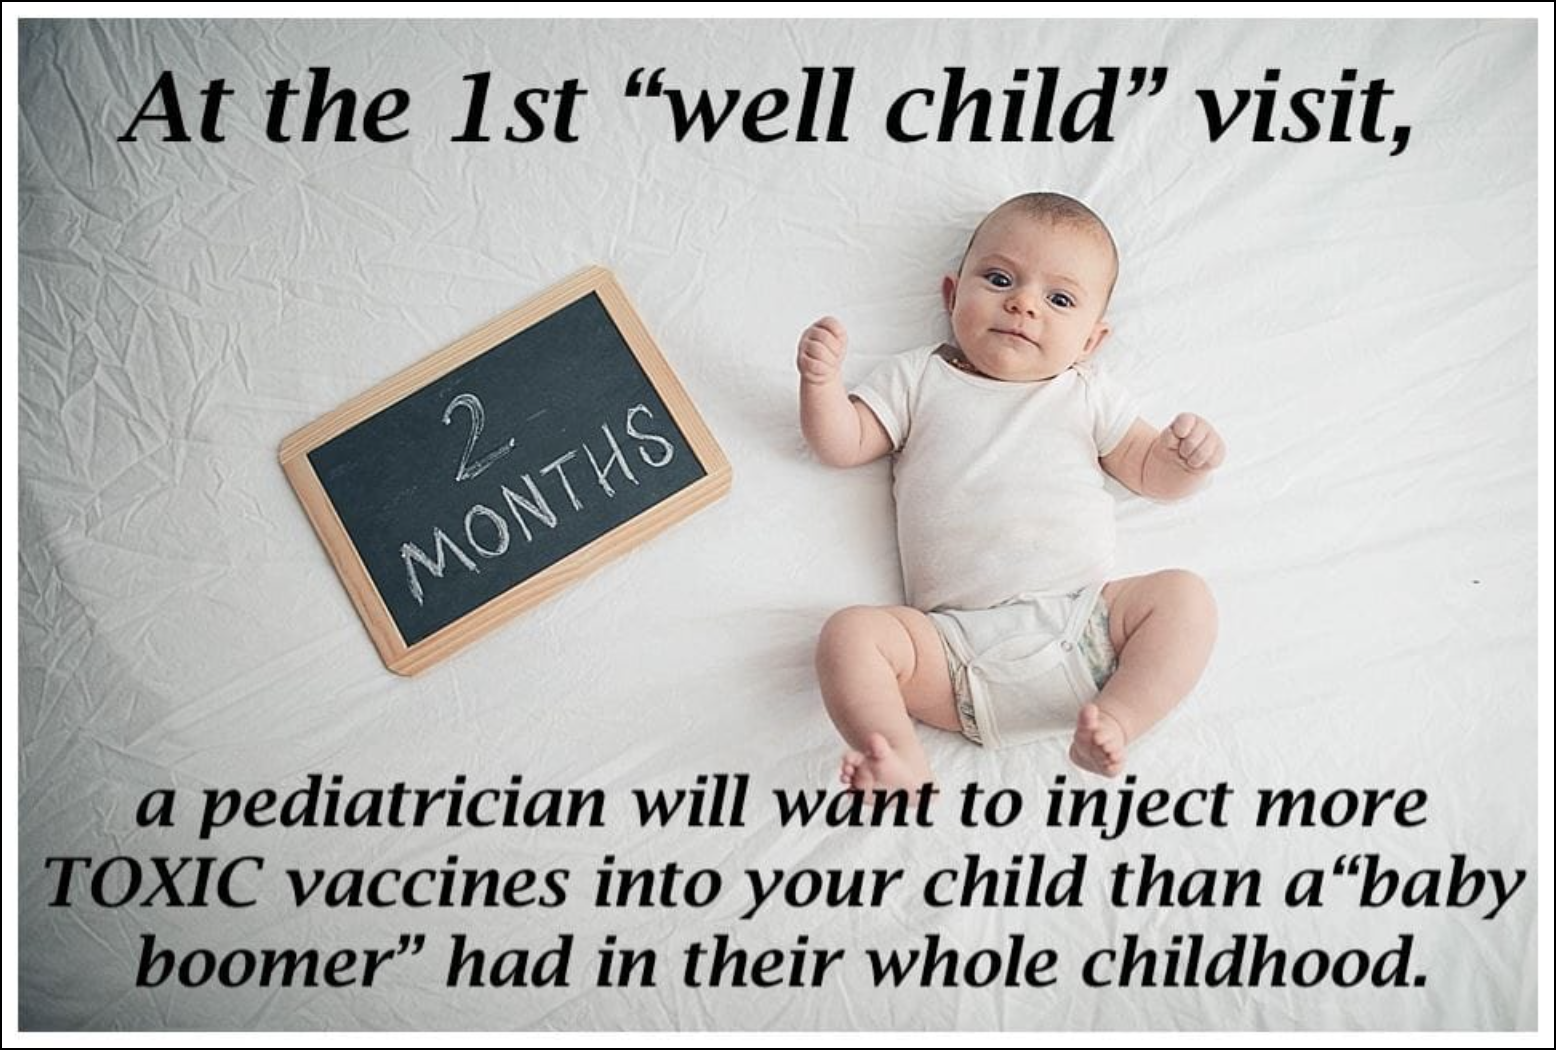 At the 1st “well child” visit,
2
MONTHS
a pediatrician will want to inject more
TOXIC vaccines into your child than a“baby
boomer” had in their whole childhood.